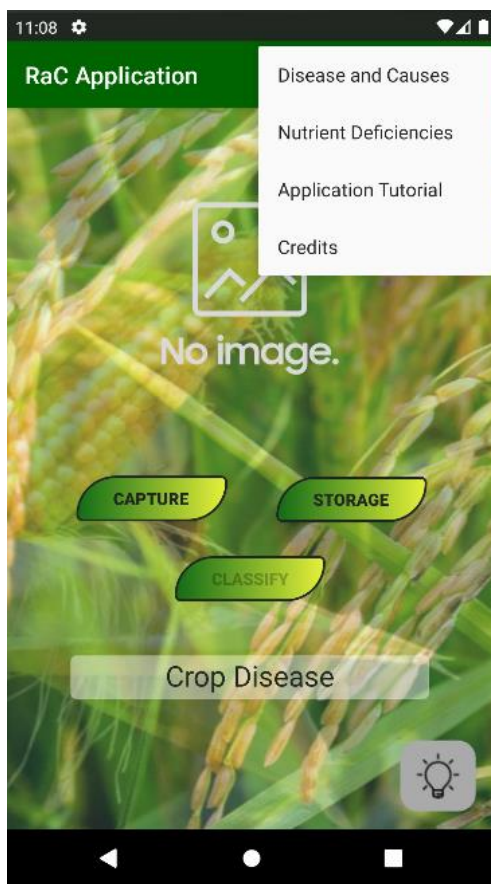 11:08
RaC Application
Disease and Causes
Nutrient Deficiencies
Application Tutorial
Credits
No image.
CAPTURE
STORAGE
CLASSIFY
Crop Disease